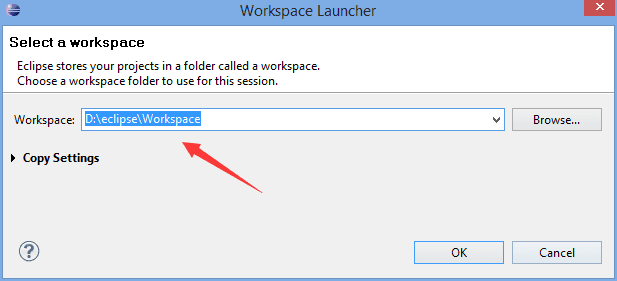 Workspace Launcher
Select a workspace
Eclipse stores your projects in a folder called a workspace.
Choose a workspace folder to use for this session.
Workspace: D:\eclipse\Workspace Browse...
Copy Settings
? OK Cancel